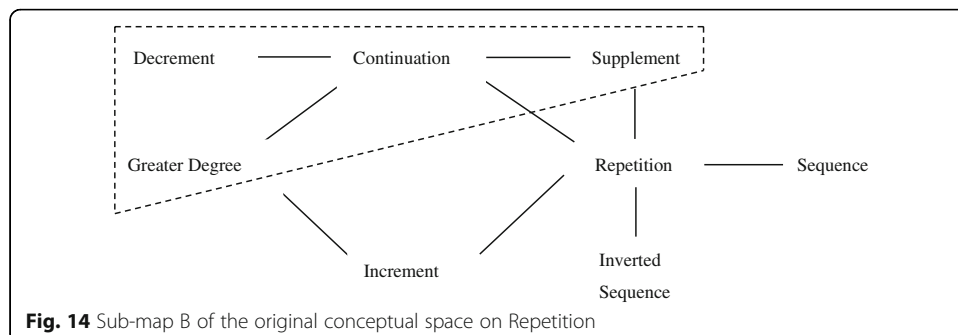 Decrement Continuation Supplement
Greater Degree Repetition Sequence
Increment Inverted
Sequence
Fig. 14 Sub-map B of the original conceptual space on Repetition